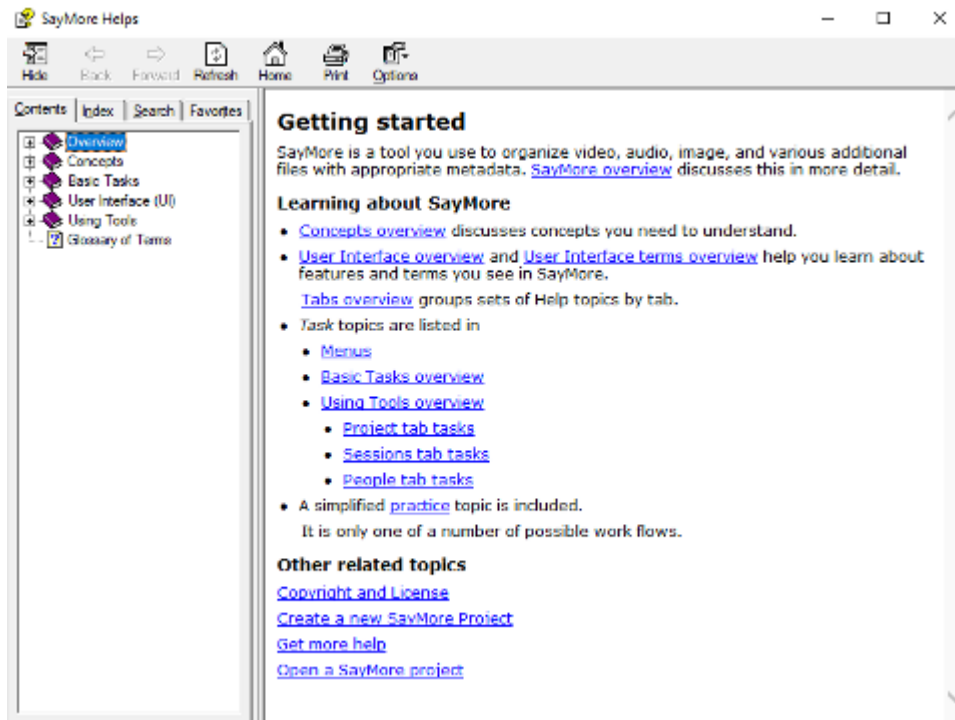 SayMore Helps
Hide Back Forward Refresh Home Print Options
Contents Index Search Favorites
Overview
Concepts
Basic Tasks
User Interface (UI)
Using Tools
Glossary of Terms
Getting started
SayMore is a tool you use to organize video, audio, image, and various additional
files with appropriate metadata. SayMore overview discusses this in more detail.
Learning about SayMore
• Concepts overview discusses concepts you need to understand.
• User Interface overview and User Interface terms overview help you learn about
features and terms you see in SayMore.
Tabs overview groups sets of Help topics by tab.
• Task topics are listed in
• Menus
• Basic Tasks overview
• Using Tools overview
• Project tab tasks
• Sessions tab tasks
• People tab tasks
• A simplified practice topic is included.
It is only one of a number of possible work flows.
Other related topics
Copyright and License
Create a new SayMore Project
Get more help
Open a SayMore project